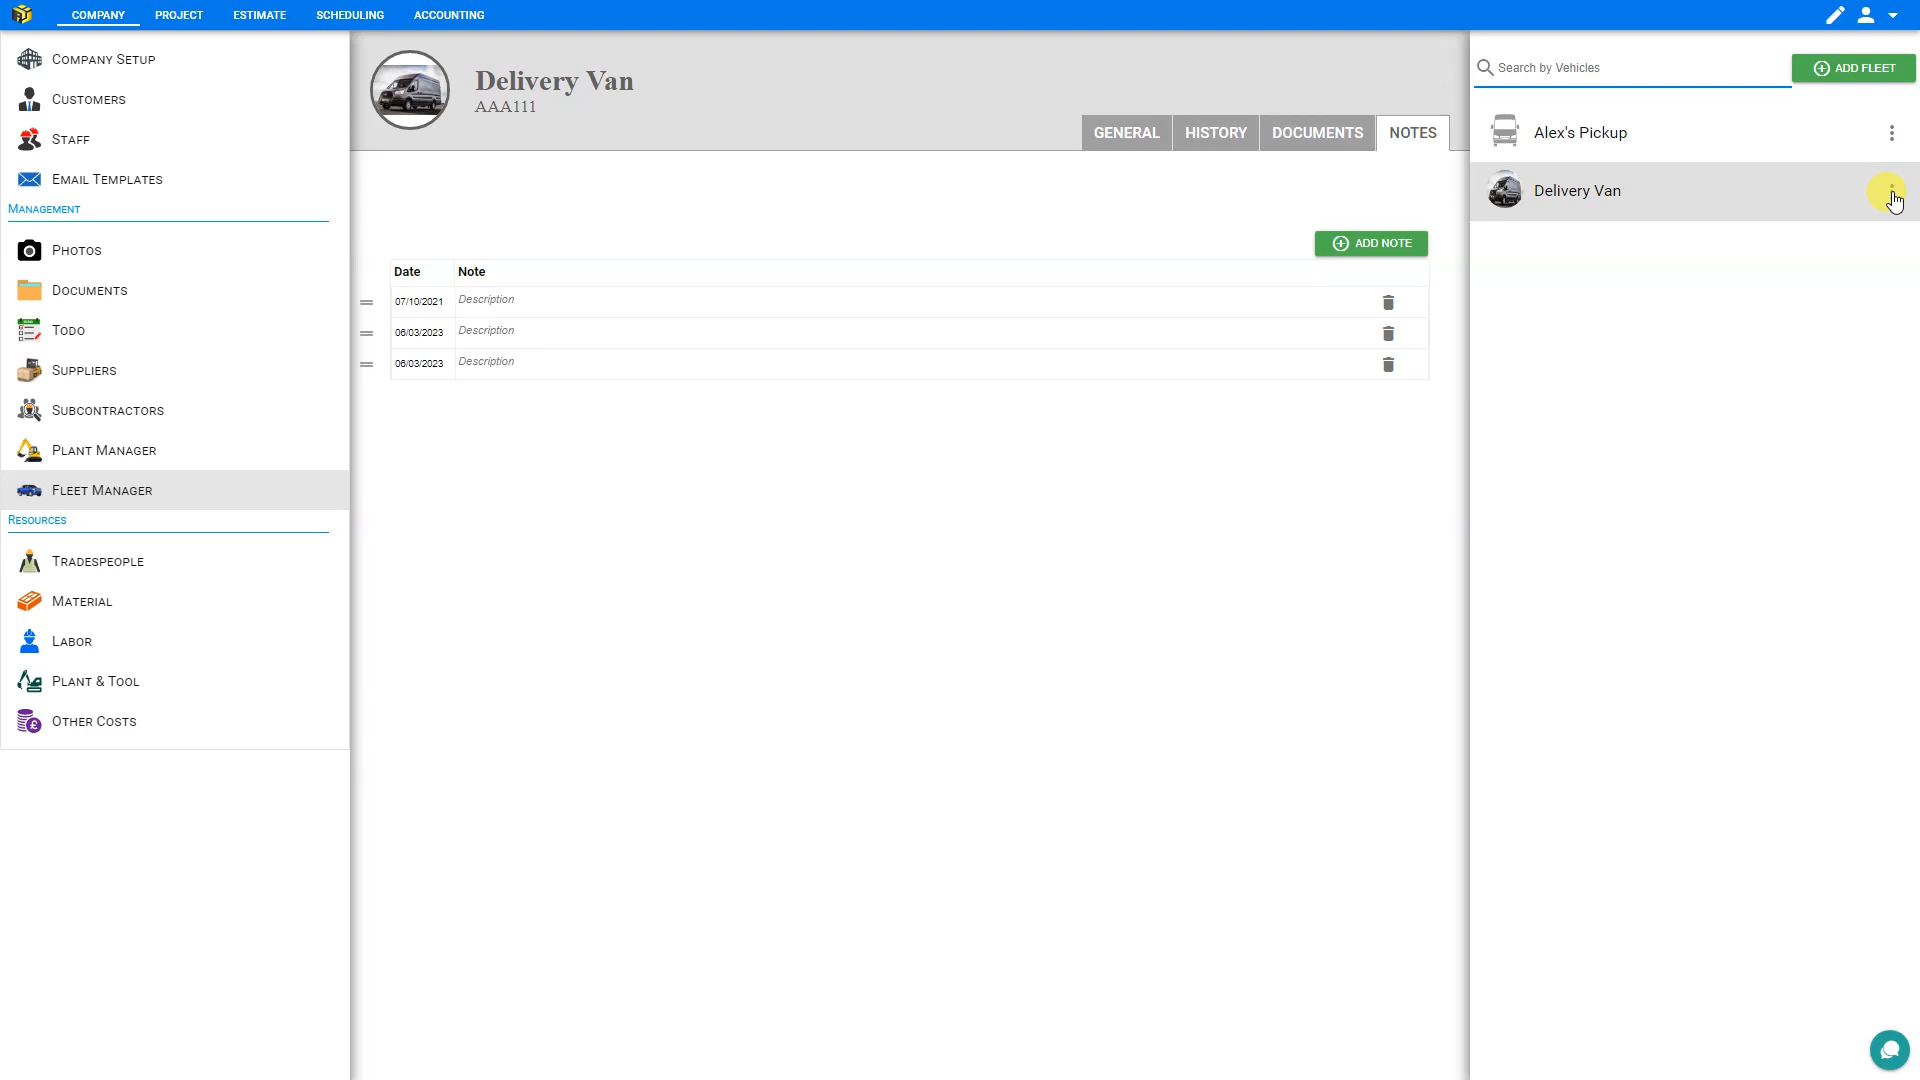 COMPANY PROJECT ESTIMATE SCHEDULING ACCOUNTING
COMPANY SETUP
CUSTOMERS
STAFF
EMAIL TEMPLATES
MANAGEMENT
PHOTOS
DOCUMENTS
TODO
SUPPLIERS
SUBCONTRACTORS
PLANT MANAGER
FLEET MANAGER
RESOURCES
TRADESPEOPLE
MATERIAL
LABOR
PLANT & TOOL
OTHER COSTS
Delivery Van
AAA111
GENERAL HISTORY DOCUMENTS NOTES
ADD NOTE
Date Note
07/10/2021 Description
06/03/2023 Description
06/03/2023 Description
Search by Vehicles ADD FLEET
Alex's Pickup
Delivery Van